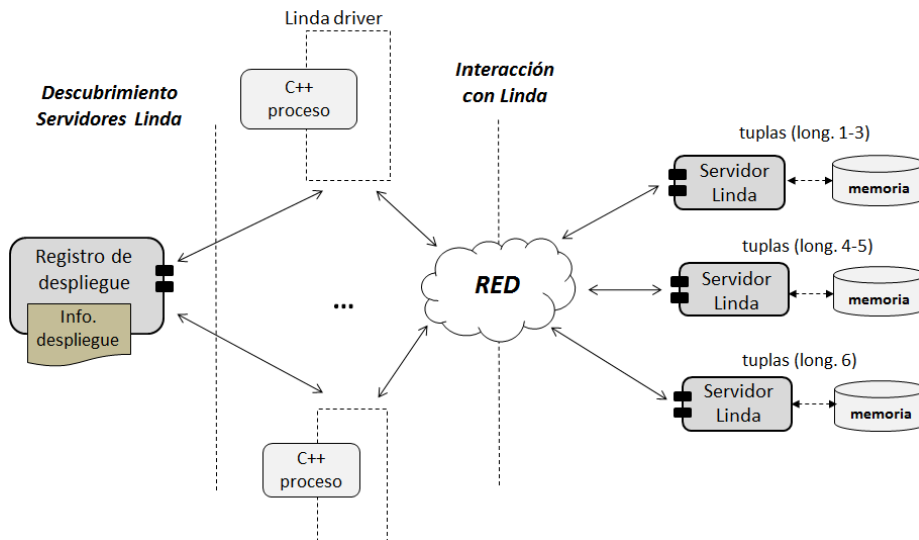 Linda driver
C++
proceso
Descubrimiento
Servidores Linda
Interacción
con Linda
tuplas (long. 1-3)
Servidor
Linda
memoria
Registro de
despliegue
Info.
despliegue
...
RED
tuplas (long. 4-5)
Servidor
Linda
memoria
tuplas (long. 6)
Servidor
Linda
memoria
C++
proceso